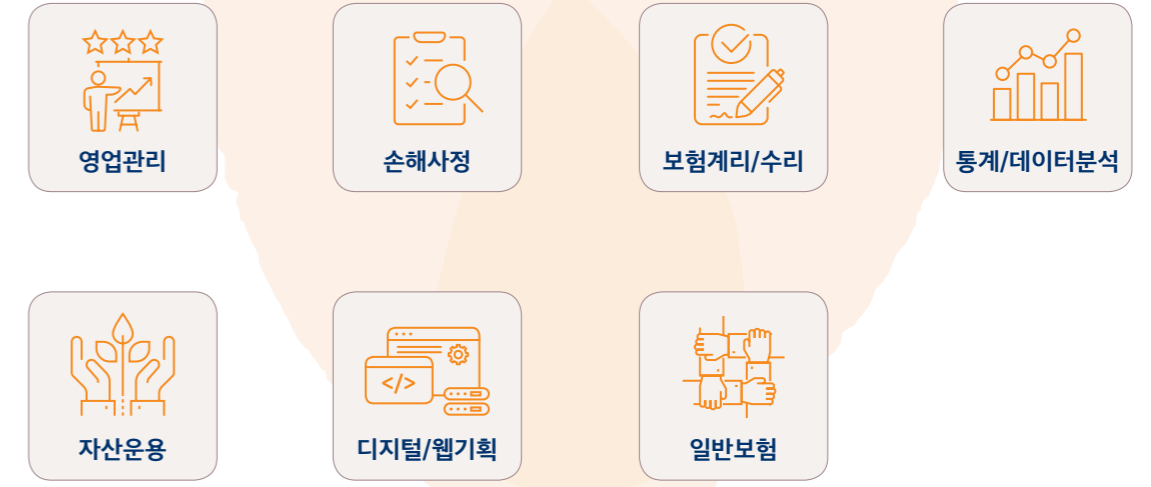 영업관리
손해사정
보험계리/수리
통계/데이터분석
자산운용
</>
디지털/웹기획
일반보험